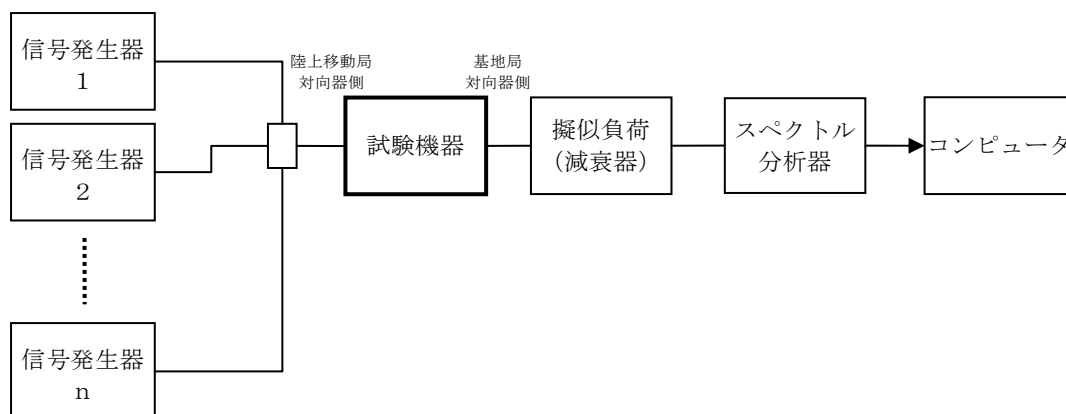 信号発生器
１
陸上移動局
対向器側
基地局
対向器側
信号発生器
２
試験機器
擬似負荷
（減衰器）
スペクトル
分析器
コンピュータ
信号発生器
ｎ